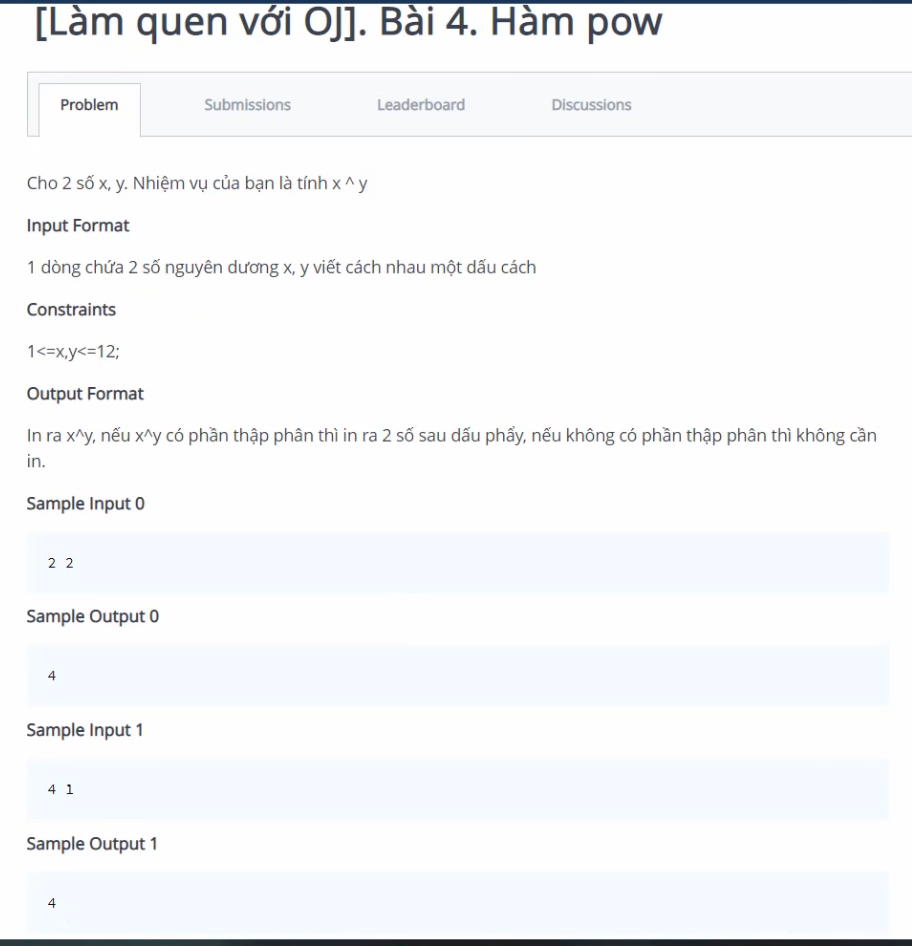 [Làm quen với OJ]. Bài 4. Hàm pow
Problem Submissions Leaderboard Discussions
Cho 2 số x, y. Nhiệm vụ của bạn là tính x ^ y
Input Format
1 dòng chứa 2 số nguyên dương x, y viết cách nhau một dấu cách
Constraints
1<=x,y<=12;
Output Format
In ra x^y, nếu x^y có phần thập phân thì in ra 2 số sau dấu phẩy, nếu không có phần thập phân thì không cần
in.
Sample Input 0
2 2
Sample Output 0
4
Sample Input 1
4 1
Sample Output 1
4